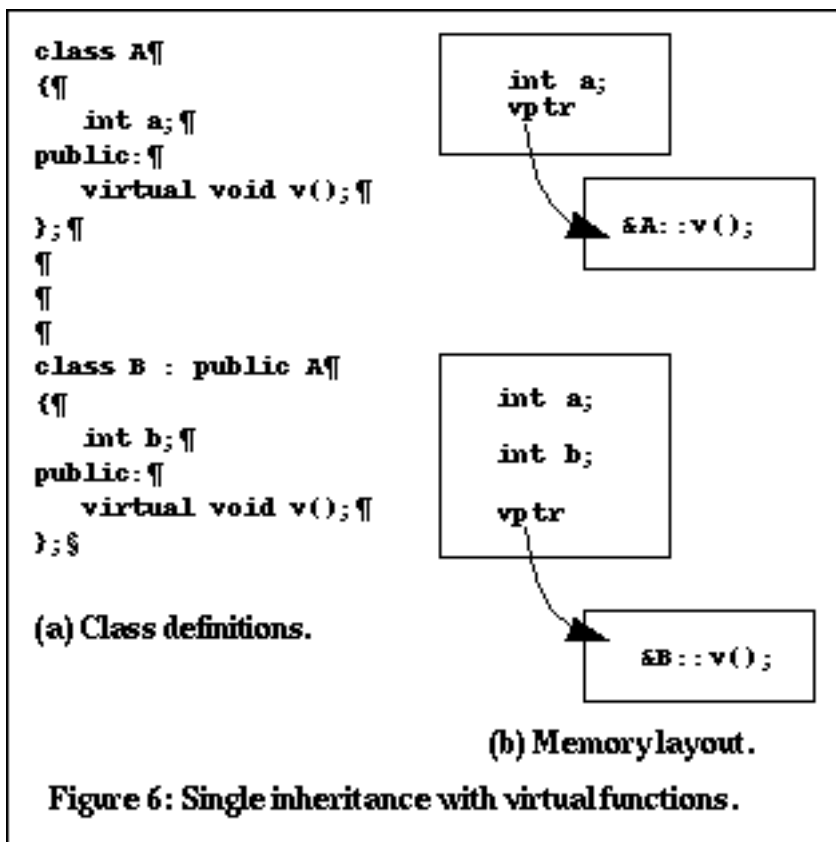 class A¶
{¶
int a;¶
public:¶
virtual void v();¶
};¶
¶
¶
¶
class B : public A¶
{¶
int b;¶
public:¶
virtual void v();¶
};§
(a) Class definitions.
int a;
vptr
&A::v();
int a;
int b;
vptr
&B::v();
(b) Memory layout.
Figure 6: Single inheritance with virtual functions.